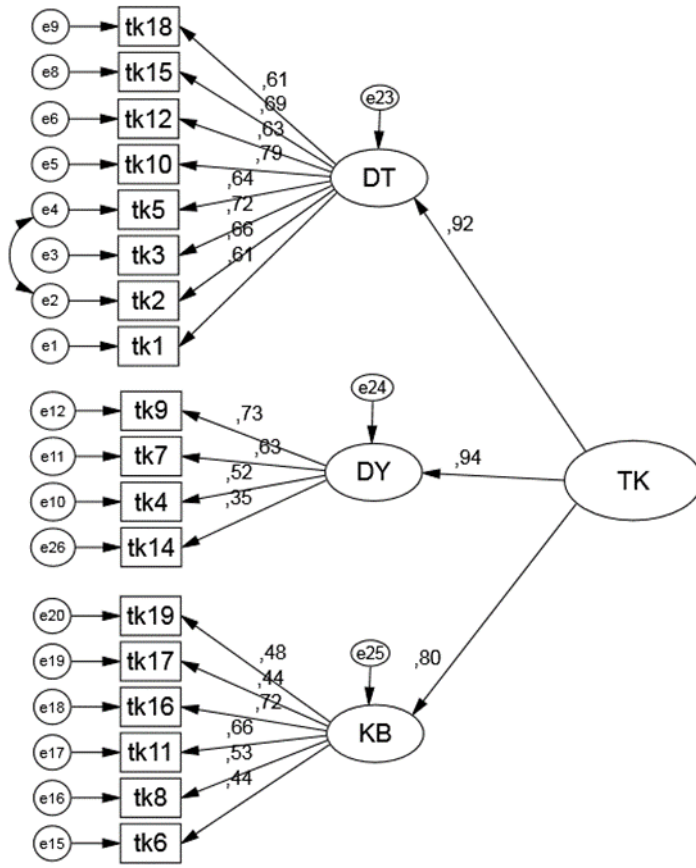 e9 tk18
e8 tk15
e6 tk12
e5 tk10
e4 tk5
e3 tk3
e2 tk2
e1 tk1
,61
,69
,63
,79
,64
,72
,66
,61
e23
DT
,92
e12 tk9
e11 tk7
e10 tk4
e26 tk14
,73
,63
,52
,35
e24
DY
,94
TK
e20 tk19
e19 tk17
e18 tk16
e17 tk11
e16 tk8
e15 tk6
,48
,44
,72
,66
,53
,44
e25
KB
,80